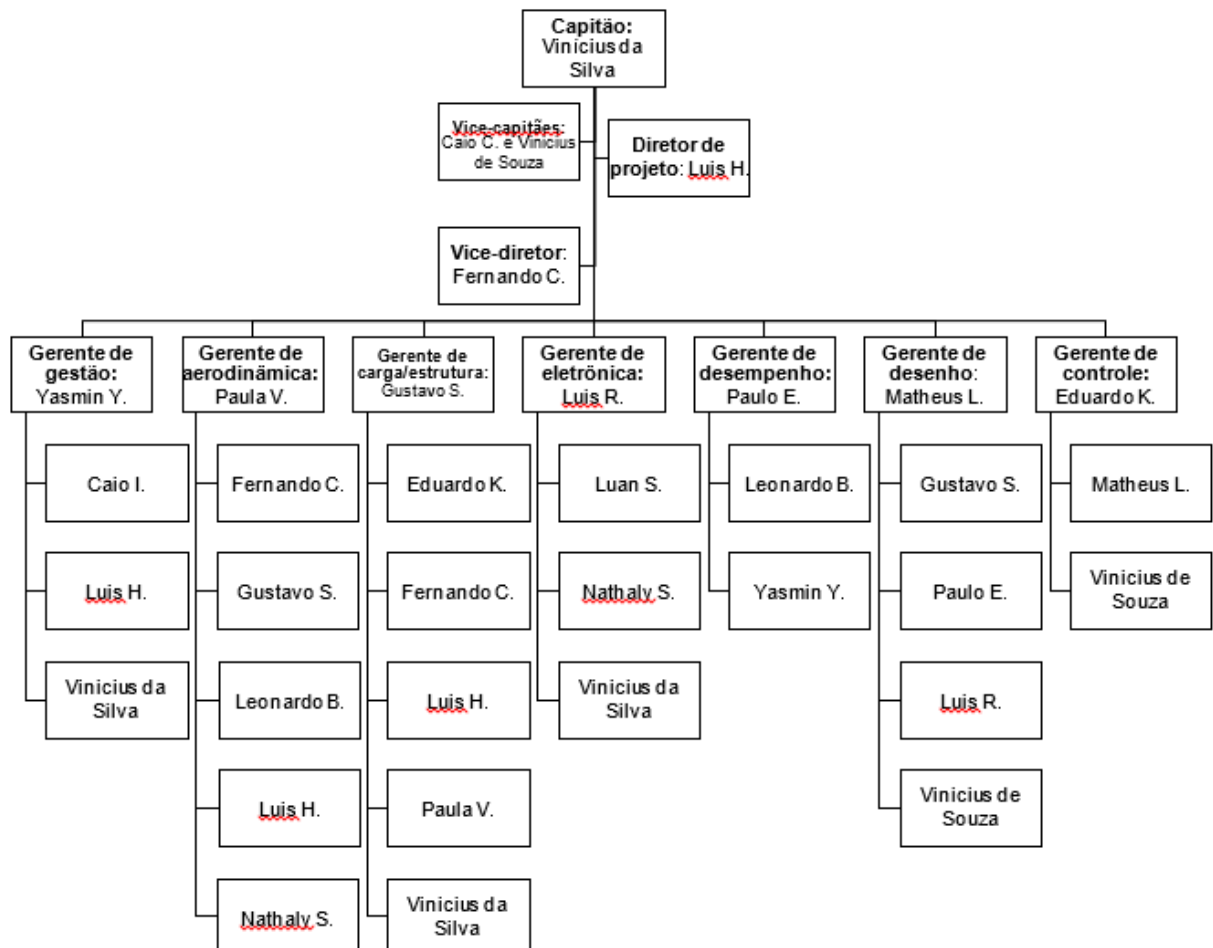 Capitão:
Vinícius da
Silva
Vice-capitães:
Caio C. e Vinicius
de Souza
Diretor de
projeto: Luis H.
Vice-diretor:
Fernando C.
Gerente de
gestão:
Yasmin Y.
Gerente de
aerodinâmica:
Paula V.
Gerente de
carga/estrutura:
Gustavo S.
Gerente de
eletrônica:
Luis R.
Gerente de
desempenho:
Paulo E.
Gerente de
desenho:
Matheus L.
Gerente de
controle:
Eduardo K.
Caio I.
Fernando C.
Eduardo K.
Luan S.
Leonardo B.
Gustavo S.
Matheus L.
Luis H.
Gustavo S.
Fernando C.
Nathaly S.
Yasmin Y.
Paulo E.
Vinicius de
Souza
Vinicius da
Silva
Leonardo B.
Luis H.
Vinicius da
Silva
Luis R.
Luis H.
Paula V.
Vinicius de
Souza
Nathaly S.
Vinicius da
Silva